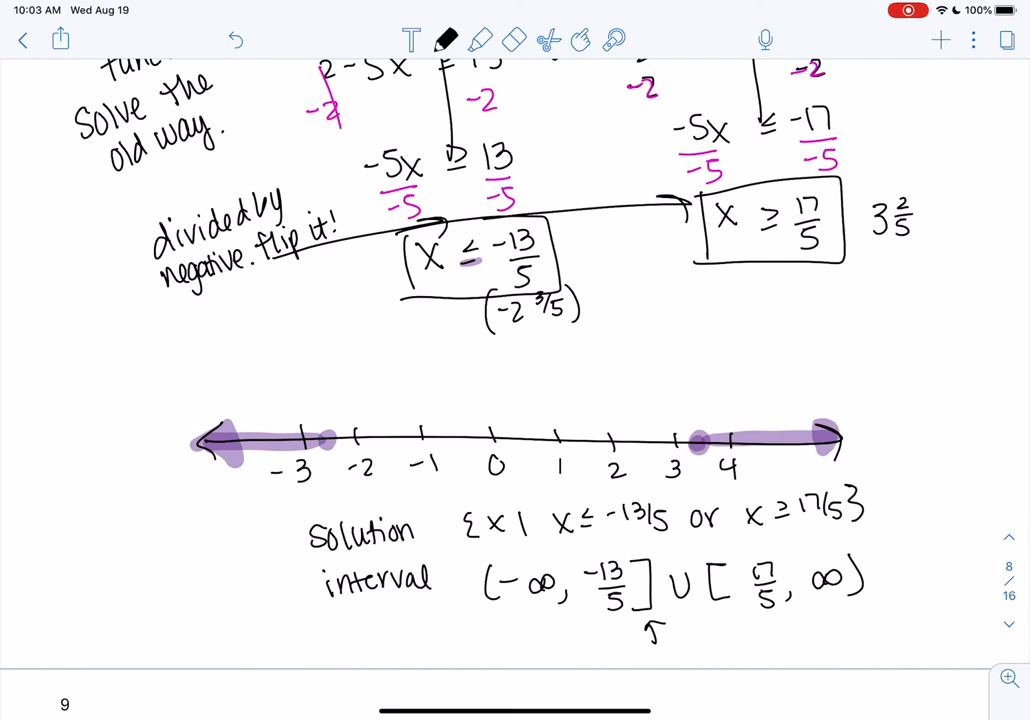 10:03 AM Wed Aug 19 100%
2 - 5x ≥ 15
solve the
old way.
-2 -2 -2 -2
-5x ≥ 13 -5x ≤ -17
-5 -5 -5 -5
divided by
negative. flip it!
x ≤ -13/5 x ≥ 17/5 3 2/5
(-2 3/5)
-3 -2 -1 0 1 2 3 4
solution {x | x ≤ -13/5 or x ≥ 17/5}
interval (-∞, -13/5] ∪ [17/5, ∞)
8
/
16
9